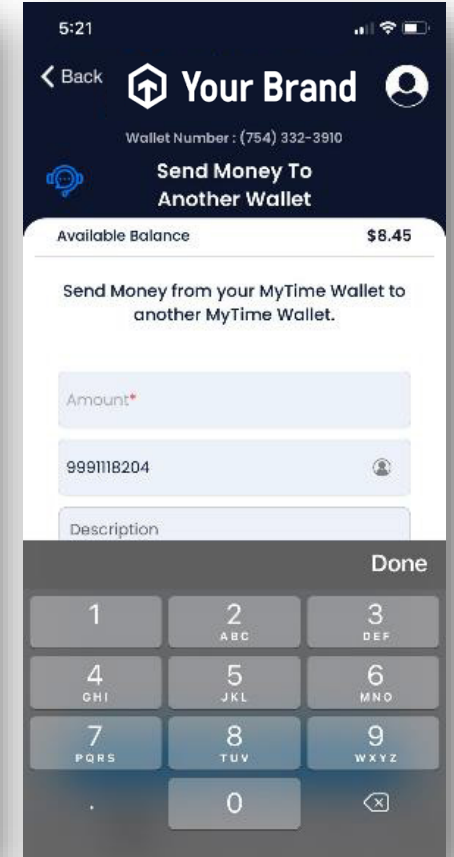 5:21
Back
Your Brand
Wallet Number : (754) 332-3910
Send Money To
Another Wallet
Available Balance $8.45
Send Money from your MyTime Wallet to
another MyTime Wallet.
Amount*
9991118204
Description
Done
1 2 3
ABC DEF
4 5 6
GHI JKL MNO
7 8 9
PQRS TUV WXYZ
. 0